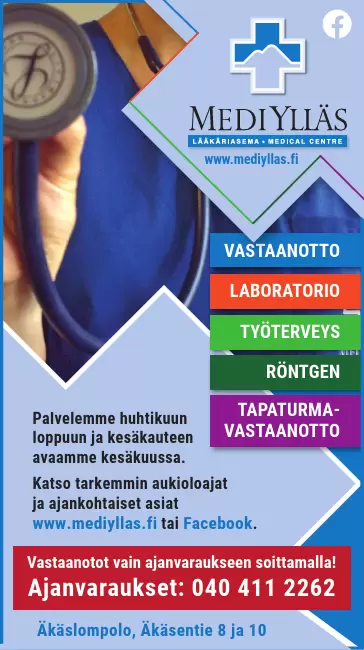 MEDIYLLÄS
LÄÄKÄRIASEMA • MEDICAL CENTRE
www.mediyllas.fi
VASTAANOTTO
LABORATORIO
TYÖTERVEYS
RÖNTGEN
TAPATURMA-
VASTAANOTTO
Palvelemme huhtikuun
loppuun ja kesäkauteen
avaamme kesäkuussa.
Katso tarkemmin aukioloajat
ja ajankohtaiset asiat
www.mediyllas.fi tai Facebook.
Vastaanotot vain ajanvaraukseen soittamalla!
Ajanvaraukset: 040 411 2262
Äkäslompolo, Äkäsentie 8 ja 10